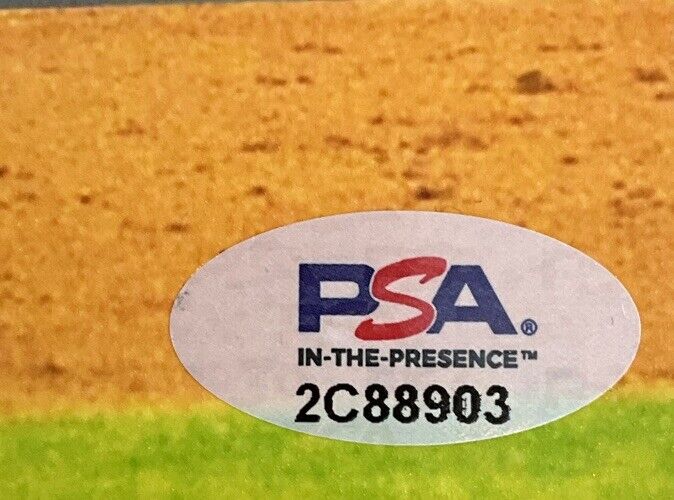 PSA®
IN-THE-PRESENCE™
2C88903